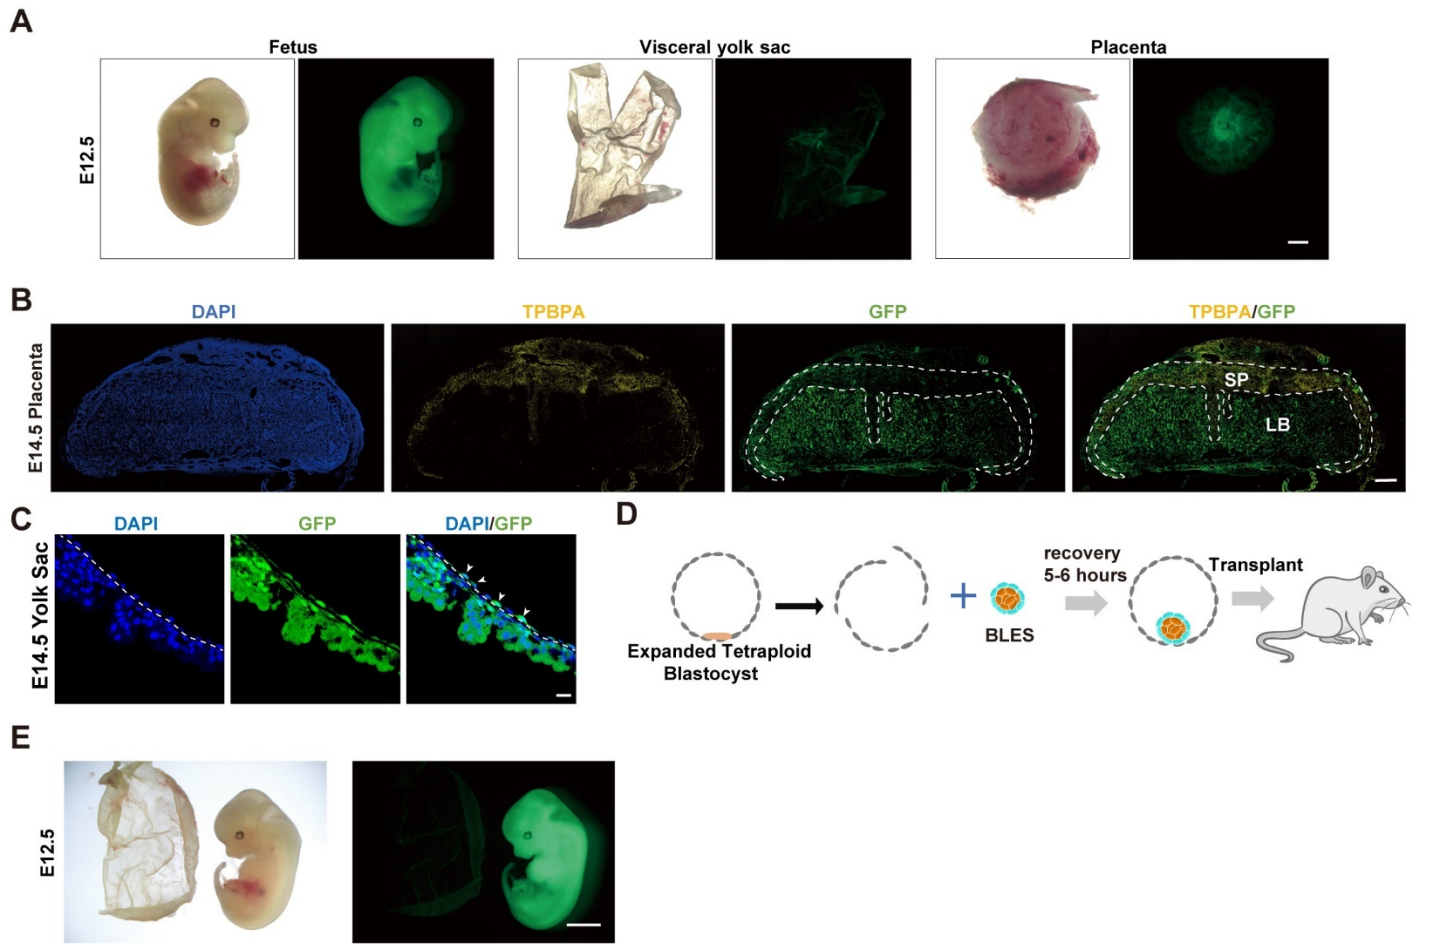 A
Fetus
Visceral yolk sac
Placenta
E12.5
B
DAPI
TPBPA
GFP
TPBPA/GFP
E14.5 Placenta
SP
LB
C
DAPI
GFP
DAPI/GFP
E14.5 Yolk Sac
D
Expanded Tetraploid
Blastocyst
+
BLES
recovery
5-6 hours
Transplant
E
E12.5